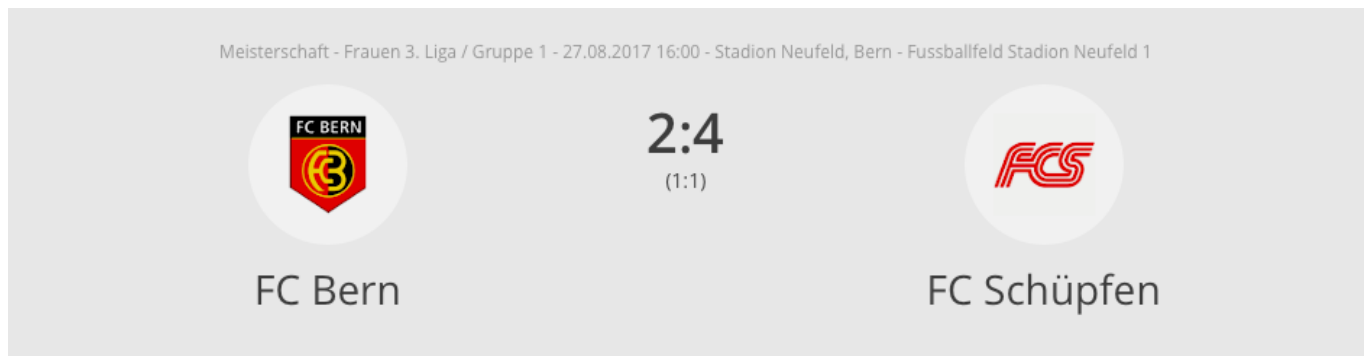 Meisterschaft - Frauen 3. Liga / Gruppe 1 - 27.08.2017 16:00 - Stadion Neufeld, Bern - Fussballfeld Stadion Neufeld 1
FC BERN
FCB
2:4
(1:1)
FCS
FC Bern
FC Schüpfen